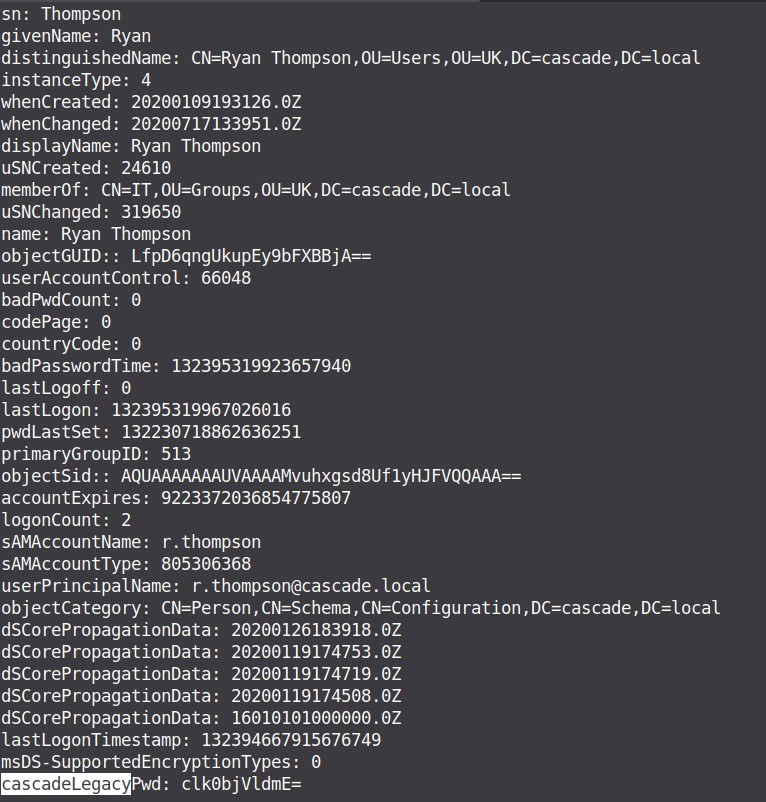 sn: Thompson
givenName: Ryan
distinguishedName: CN=Ryan Thompson,OU=Users,OU=UK,DC=cascade,DC=local
instanceType: 4
whenCreated: 20200109193126.0Z
whenChanged: 20200717133951.0Z
displayName: Ryan Thompson
uSNCreated: 24610
memberOf: CN=IT,OU=Groups,OU=UK,DC=cascade,DC=local
uSNChanged: 319650
name: Ryan Thompson
objectGUID:: LfpD6qngUkupEy9bFXBBjA==
userAccountControl: 66048
badPwdCount: 0
codePage: 0
countryCode: 0
badPasswordTime: 132395319923657940
lastLogoff: 0
lastLogon: 132395319967026016
pwdLastSet: 132230718862636251
primaryGroupID: 513
objectSid:: AQUAAAAAAAUVAAAAMvuhxgsd8Uf1yHJFVQQAAA==
accountExpires: 9223372036854775807
logonCount: 2
sAMAccountName: r.thompson
sAMAccountType: 805306368
userPrincipalName: r.thompson@cascade.local
objectCategory: CN=Person,CN=Schema,CN=Configuration,DC=cascade,DC=local
dSCorePropagationData: 20200126183918.0Z
dSCorePropagationData: 20200119174753.0Z
dSCorePropagationData: 20200119174719.0Z
dSCorePropagationData: 20200119174508.0Z
dSCorePropagationData: 16010101000000.0Z
lastLogonTimestamp: 132394667915676749
msDS-SupportedEncryptionTypes: 0
cascadeLegacyPwd: clk0bjVldmE=